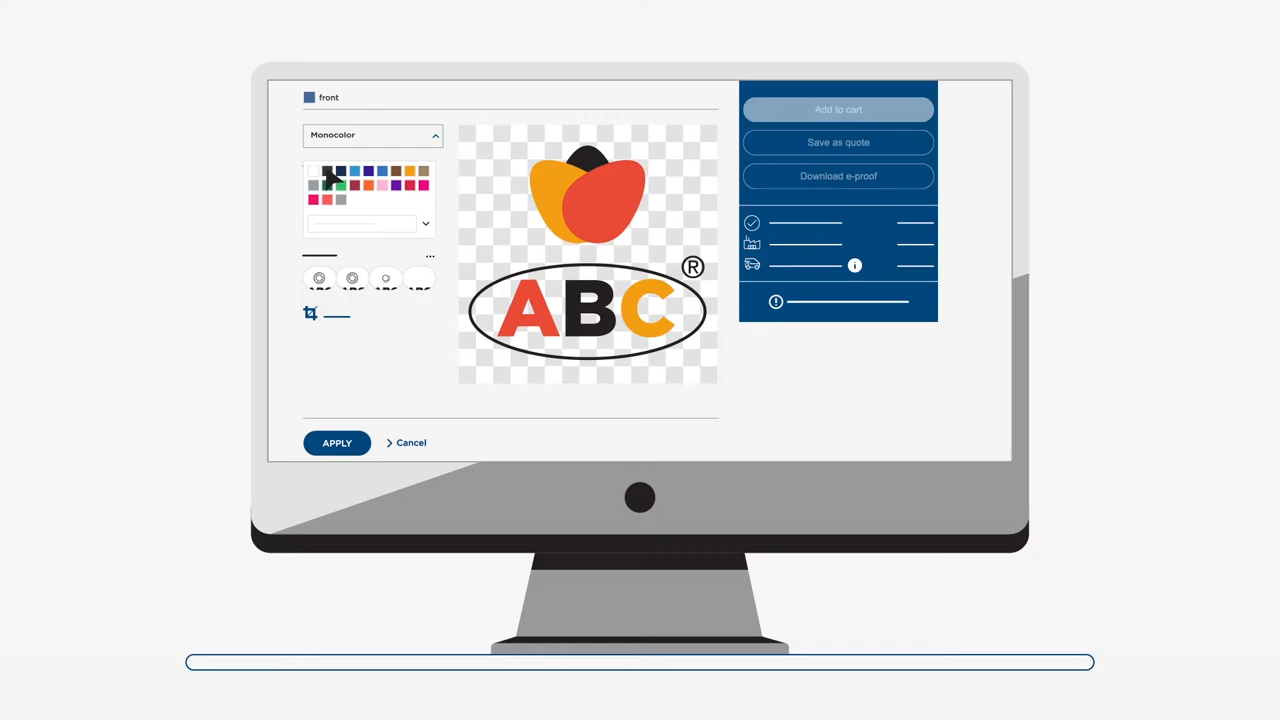 front
Monocolor
APPLY
Cancel
®
ABC
Add to cart
Save as quote
Download e-proof